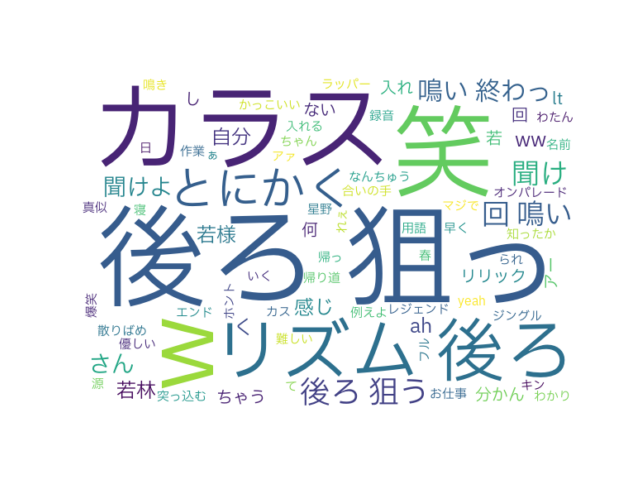 鳴き
ラッパー
入れ
鳴い 終わっ
lt
カラス
し
かっこいい
ない
録音
笑
回
わたん
自分
入れる
ww
名前
日
作業
ぁ
ちゃん
若
アァ
聞けよ
とにかく
なんちゅう
聞け
合いの手
オンパレード
真似
寝
星野
れぇ
マジで
回 鳴い
後ろ 狙っ
若様
何
用語
早く
知ったか
春
られ
アー
帰っ
いく
帰り道
リリック
爆笑
エンド
ホント
く
カス
感じ
例えよ
レジェンド
yeah
ジングル
散りばめ
優しい
w
リズム
難しい
ah
フル
後ろ
さん
源
若林
突っ込む
ちゃう
て
後ろ 狙う
お仕事
分かん
キン
わかり